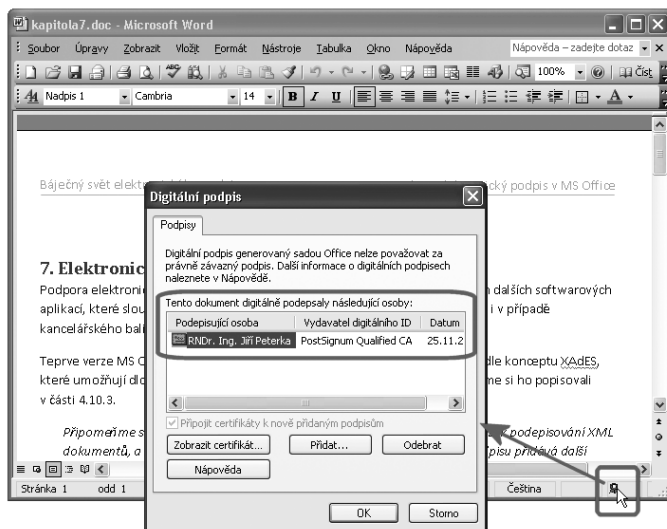 kapitola7.doc - Microsoft Word
Soubor Úpravy Zobrazit Vložit Formát Nástroje Tabulka Okno Nápověda Nápověda – zadejte dotaz
100% Číst
Nadpis 1 Cambria 14 B I U A
Báječný svět elekt
cký podpis v MS Office
Digitální podpis
Podpisy
Digitální podpis generovaný sadou Office nelze považovat za
právně závazný podpis. Další informace o digitálních podpisech
naleznete v Nápovědě.
Tento dokument digitálně podepsaly následující osoby:
Podepisující osoba Vydavatel digitálního ID Datum
RNDr. Ing. Jiří Peterka PostSignum Qualified CA 25.11.2
Připojit certifikáty k nově přidaným podpisům
Zobrazit certifikát... Přidat... Odebrat
Nápověda
OK Storno
7. Elektronic
Podpora elektroni
dalších softwarových
aplikací, které slou
i v případě
kancelářského bal
Teprve verze MS O
dle konceptu XAdES,
které umožňují dlo
me si ho popisovali
v části 4.10.3.
Připomeňme s
podepisování XML
dokumentů, a
pisu přidává další
Stránka 1 odd 1 Čeština